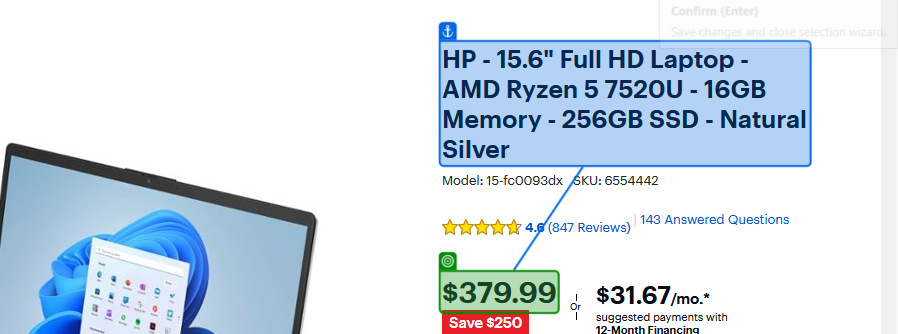 Confirm (Enter)
Save changes and close selection wizard.
HP - 15.6" Full HD Laptop -
AMD Ryzen 5 7520U - 16GB
Memory - 256GB SSD - Natural
Silver
Model: 15-fc0093dx SKU: 6554442
4.6 (847 Reviews) 143 Answered Questions
$379.99 Or $31.67/mo.*
Save $250 suggested payments with
12-Month Financing